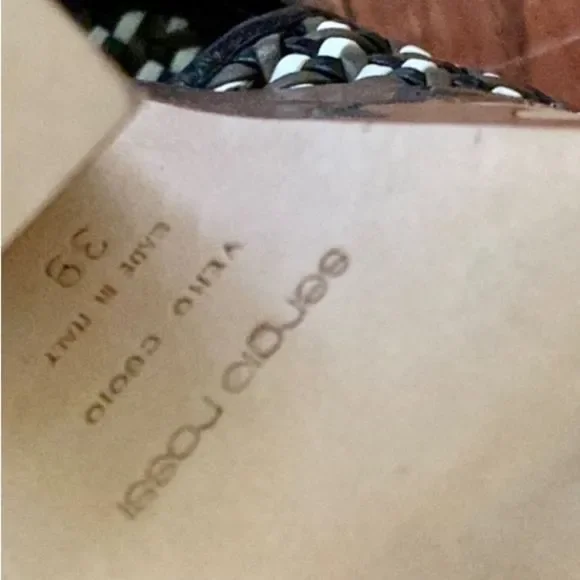 sergio rossi
VERO CUOIO
MADE IN ITALY
39